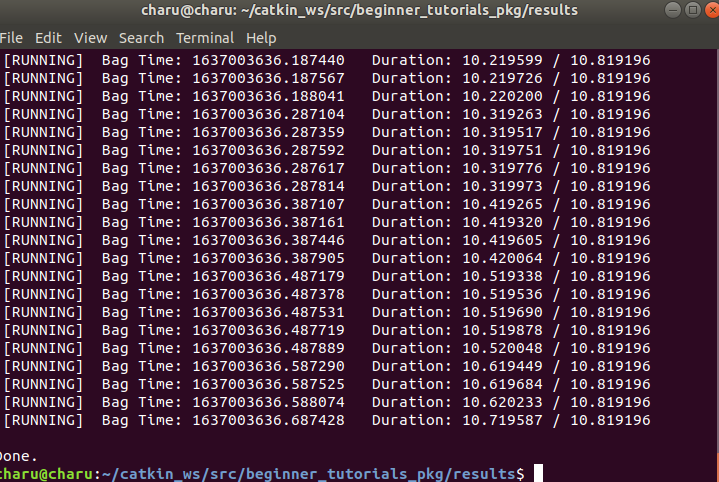 charu@charu: ~/catkin_ws/src/beginner_tutorials_pkg/results
File Edit View Search Terminal Help
[RUNNING]  Bag Time: 1637003636.187440   Duration: 10.219599 / 10.819196
[RUNNING]  Bag Time: 1637003636.187567   Duration: 10.219726 / 10.819196
[RUNNING]  Bag Time: 1637003636.188041   Duration: 10.220200 / 10.819196
[RUNNING]  Bag Time: 1637003636.287104   Duration: 10.319263 / 10.819196
[RUNNING]  Bag Time: 1637003636.287359   Duration: 10.319517 / 10.819196
[RUNNING]  Bag Time: 1637003636.287592   Duration: 10.319751 / 10.819196
[RUNNING]  Bag Time: 1637003636.287617   Duration: 10.319776 / 10.819196
[RUNNING]  Bag Time: 1637003636.287814   Duration: 10.319973 / 10.819196
[RUNNING]  Bag Time: 1637003636.387107   Duration: 10.419265 / 10.819196
[RUNNING]  Bag Time: 1637003636.387161   Duration: 10.419320 / 10.819196
[RUNNING]  Bag Time: 1637003636.387446   Duration: 10.419605 / 10.819196
[RUNNING]  Bag Time: 1637003636.387905   Duration: 10.420064 / 10.819196
[RUNNING]  Bag Time: 1637003636.487179   Duration: 10.519338 / 10.819196
[RUNNING]  Bag Time: 1637003636.487378   Duration: 10.519536 / 10.819196
[RUNNING]  Bag Time: 1637003636.487531   Duration: 10.519690 / 10.819196
[RUNNING]  Bag Time: 1637003636.487719   Duration: 10.519878 / 10.819196
[RUNNING]  Bag Time: 1637003636.487889   Duration: 10.520048 / 10.819196
[RUNNING]  Bag Time: 1637003636.587290   Duration: 10.619449 / 10.819196
[RUNNING]  Bag Time: 1637003636.587525   Duration: 10.619684 / 10.819196
[RUNNING]  Bag Time: 1637003636.588074   Duration: 10.620233 / 10.819196
[RUNNING]  Bag Time: 1637003636.687428   Duration: 10.719587 / 10.819196
Done.
charu@charu:~/catkin_ws/src/beginner_tutorials_pkg/results$